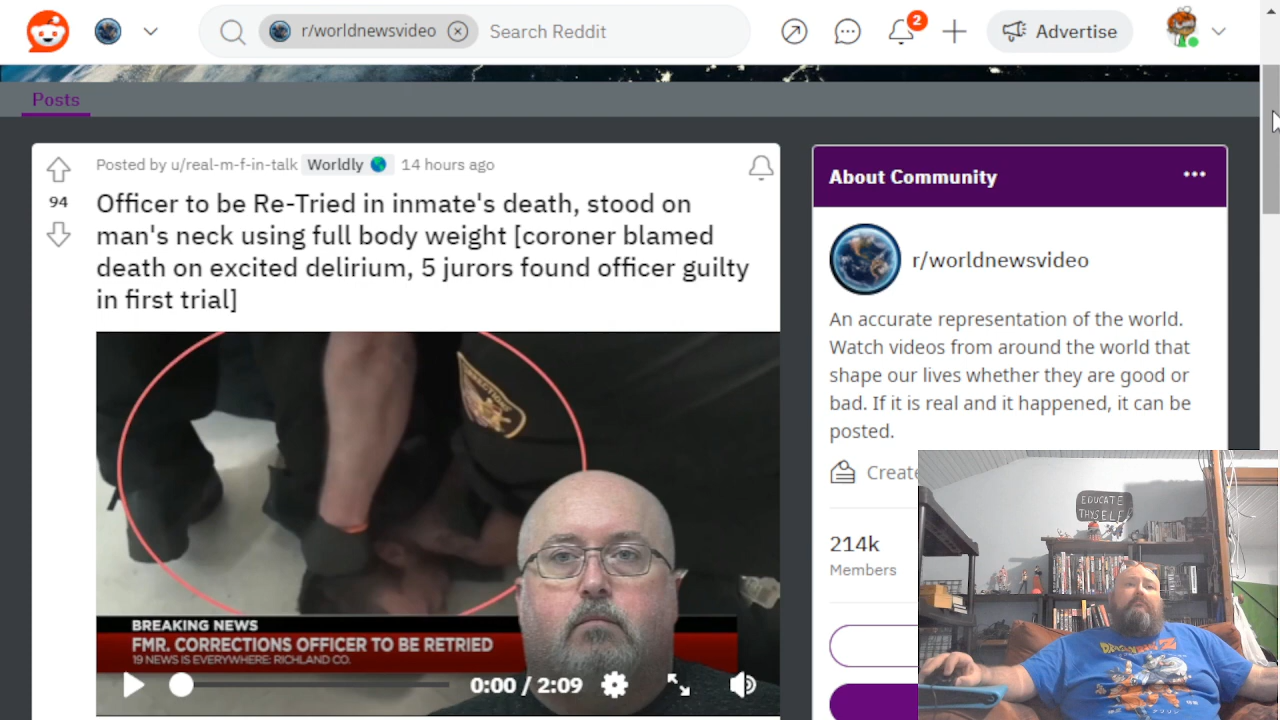 r/worldnewsvideo
Search Reddit
2
Advertise
Posts
Posted by u/real-m-f-in-talk Worldly 14 hours ago
94
Officer to be Re-Tried in inmate's death, stood on
man's neck using full body weight [coroner blamed
death on excited delirium, 5 jurors found officer guilty
in first trial]
BREAKING NEWS
FMR. CORRECTIONS OFFICER TO BE RETRIED
19 NEWS IS EVERYWHERE: RICHLAND CO.
0:00 / 2:09
About Community
r/worldnewsvideo
An accurate representation of the world.
Watch videos from around the world that
shape our lives whether they are good or
bad. If it is real and it happened, it can be
posted.
Create
214k
Members
EDUCATE
THYSELF